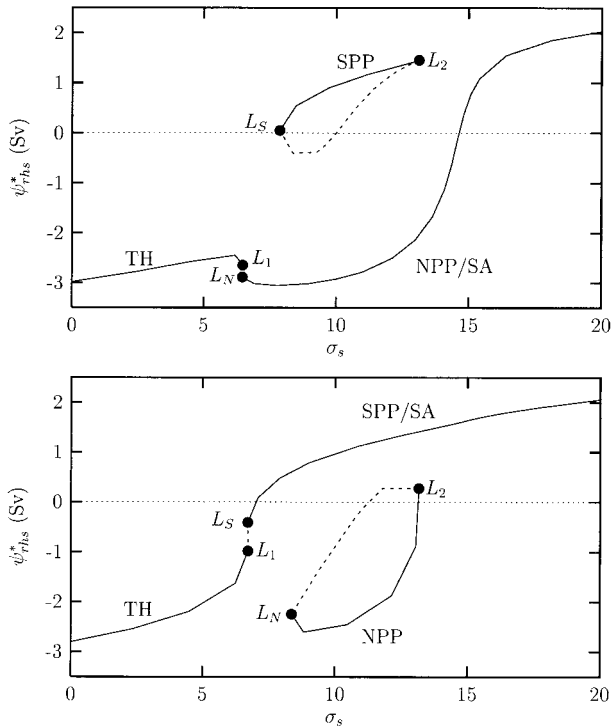 2
1
0
-1
-2
-3
ψ*rhs (Sv)
SPP
L2
LS
TH
L1
LN
NPP/SA
0
5
10
15
20
σs
2
1
0
-1
-2
-3
ψ*rhs (Sv)
SPP/SA
LS
L2
L1
TH
LN
NPP
0
5
10
15
20
σs